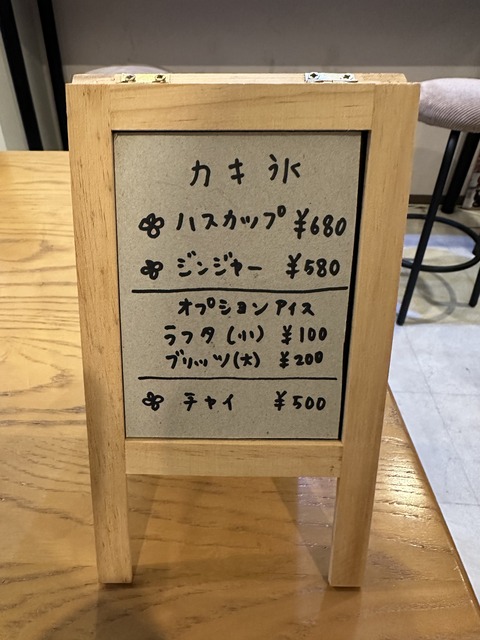 カキ氷
ハスカップ ¥680
ジンジャー ¥580
オプションアイス
ラフタ(小) ¥100
ブリッツ(大) ¥200
チャイ ¥500